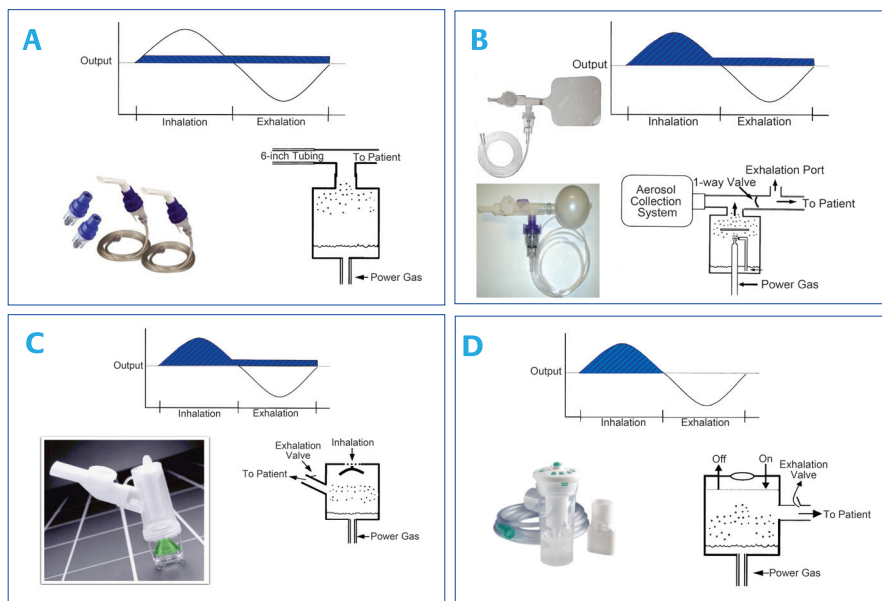 A
Output
Inhalation
Exhalation
6-inch Tubing
To Patient
Power Gas
B
Output
Inhalation
Exhalation
Exhalation Port
1-way Valve
Aerosol
Collection
System
To Patient
Power Gas
C
Output
Inhalation
Exhalation
Exhalation
Valve
Inhalation
To Patient
Power Gas
D
Output
Inhalation
Exhalation
Off
On
Exhalation
Valve
To Patient
Power Gas